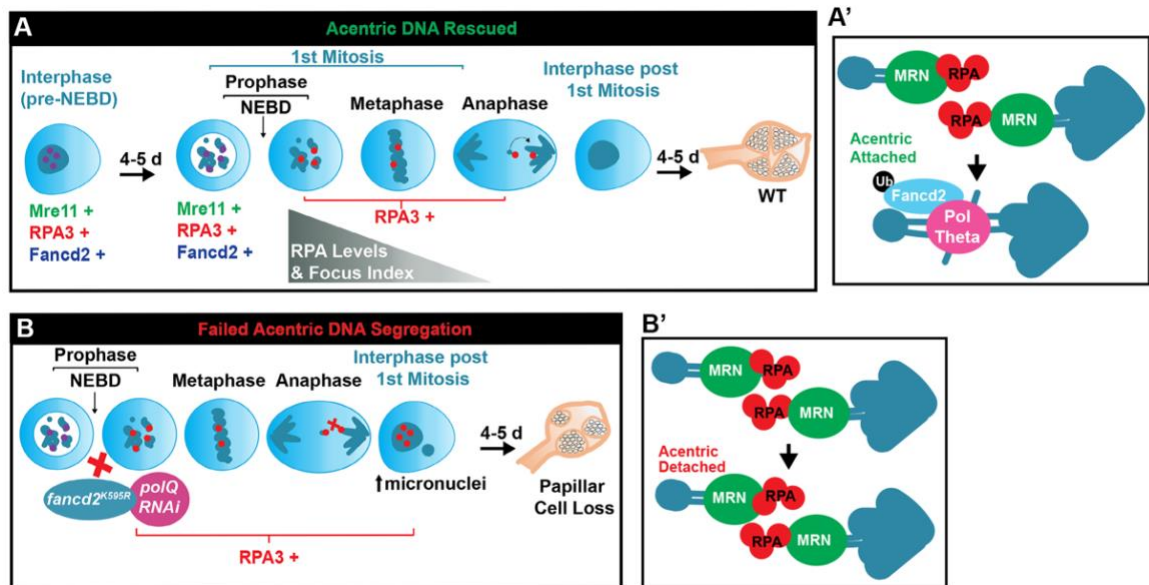 A
Acentric DNA Rescued
1st Mitosis
Interphase
(pre-NEBD)
Prophase
NEBD
Metaphase
Anaphase
Interphase post
1st Mitosis
4-5 d
4-5 d
Mre11 +
RPA3 +
Fancd2 +
Mre11 +
RPA3 +
Fancd2 +
RPA3 +
RPA Levels
& Focus Index
WT
A’
MRN
RPA
RPA
MRN
Acentric
Attached
Ub
Fancd2
Pol
Theta
B
Failed Acentric DNA Segregation
Prophase
NEBD
Metaphase
Anaphase
Interphase post
1st Mitosis
4-5 d
fancd2K595R
polQ
RNAi
micronuclei
RPA3 +
Papillar
Cell Loss
B’
MRN
RPA
RPA
MRN
Acentric
Detached
MRN
RPA
RPA
MRN